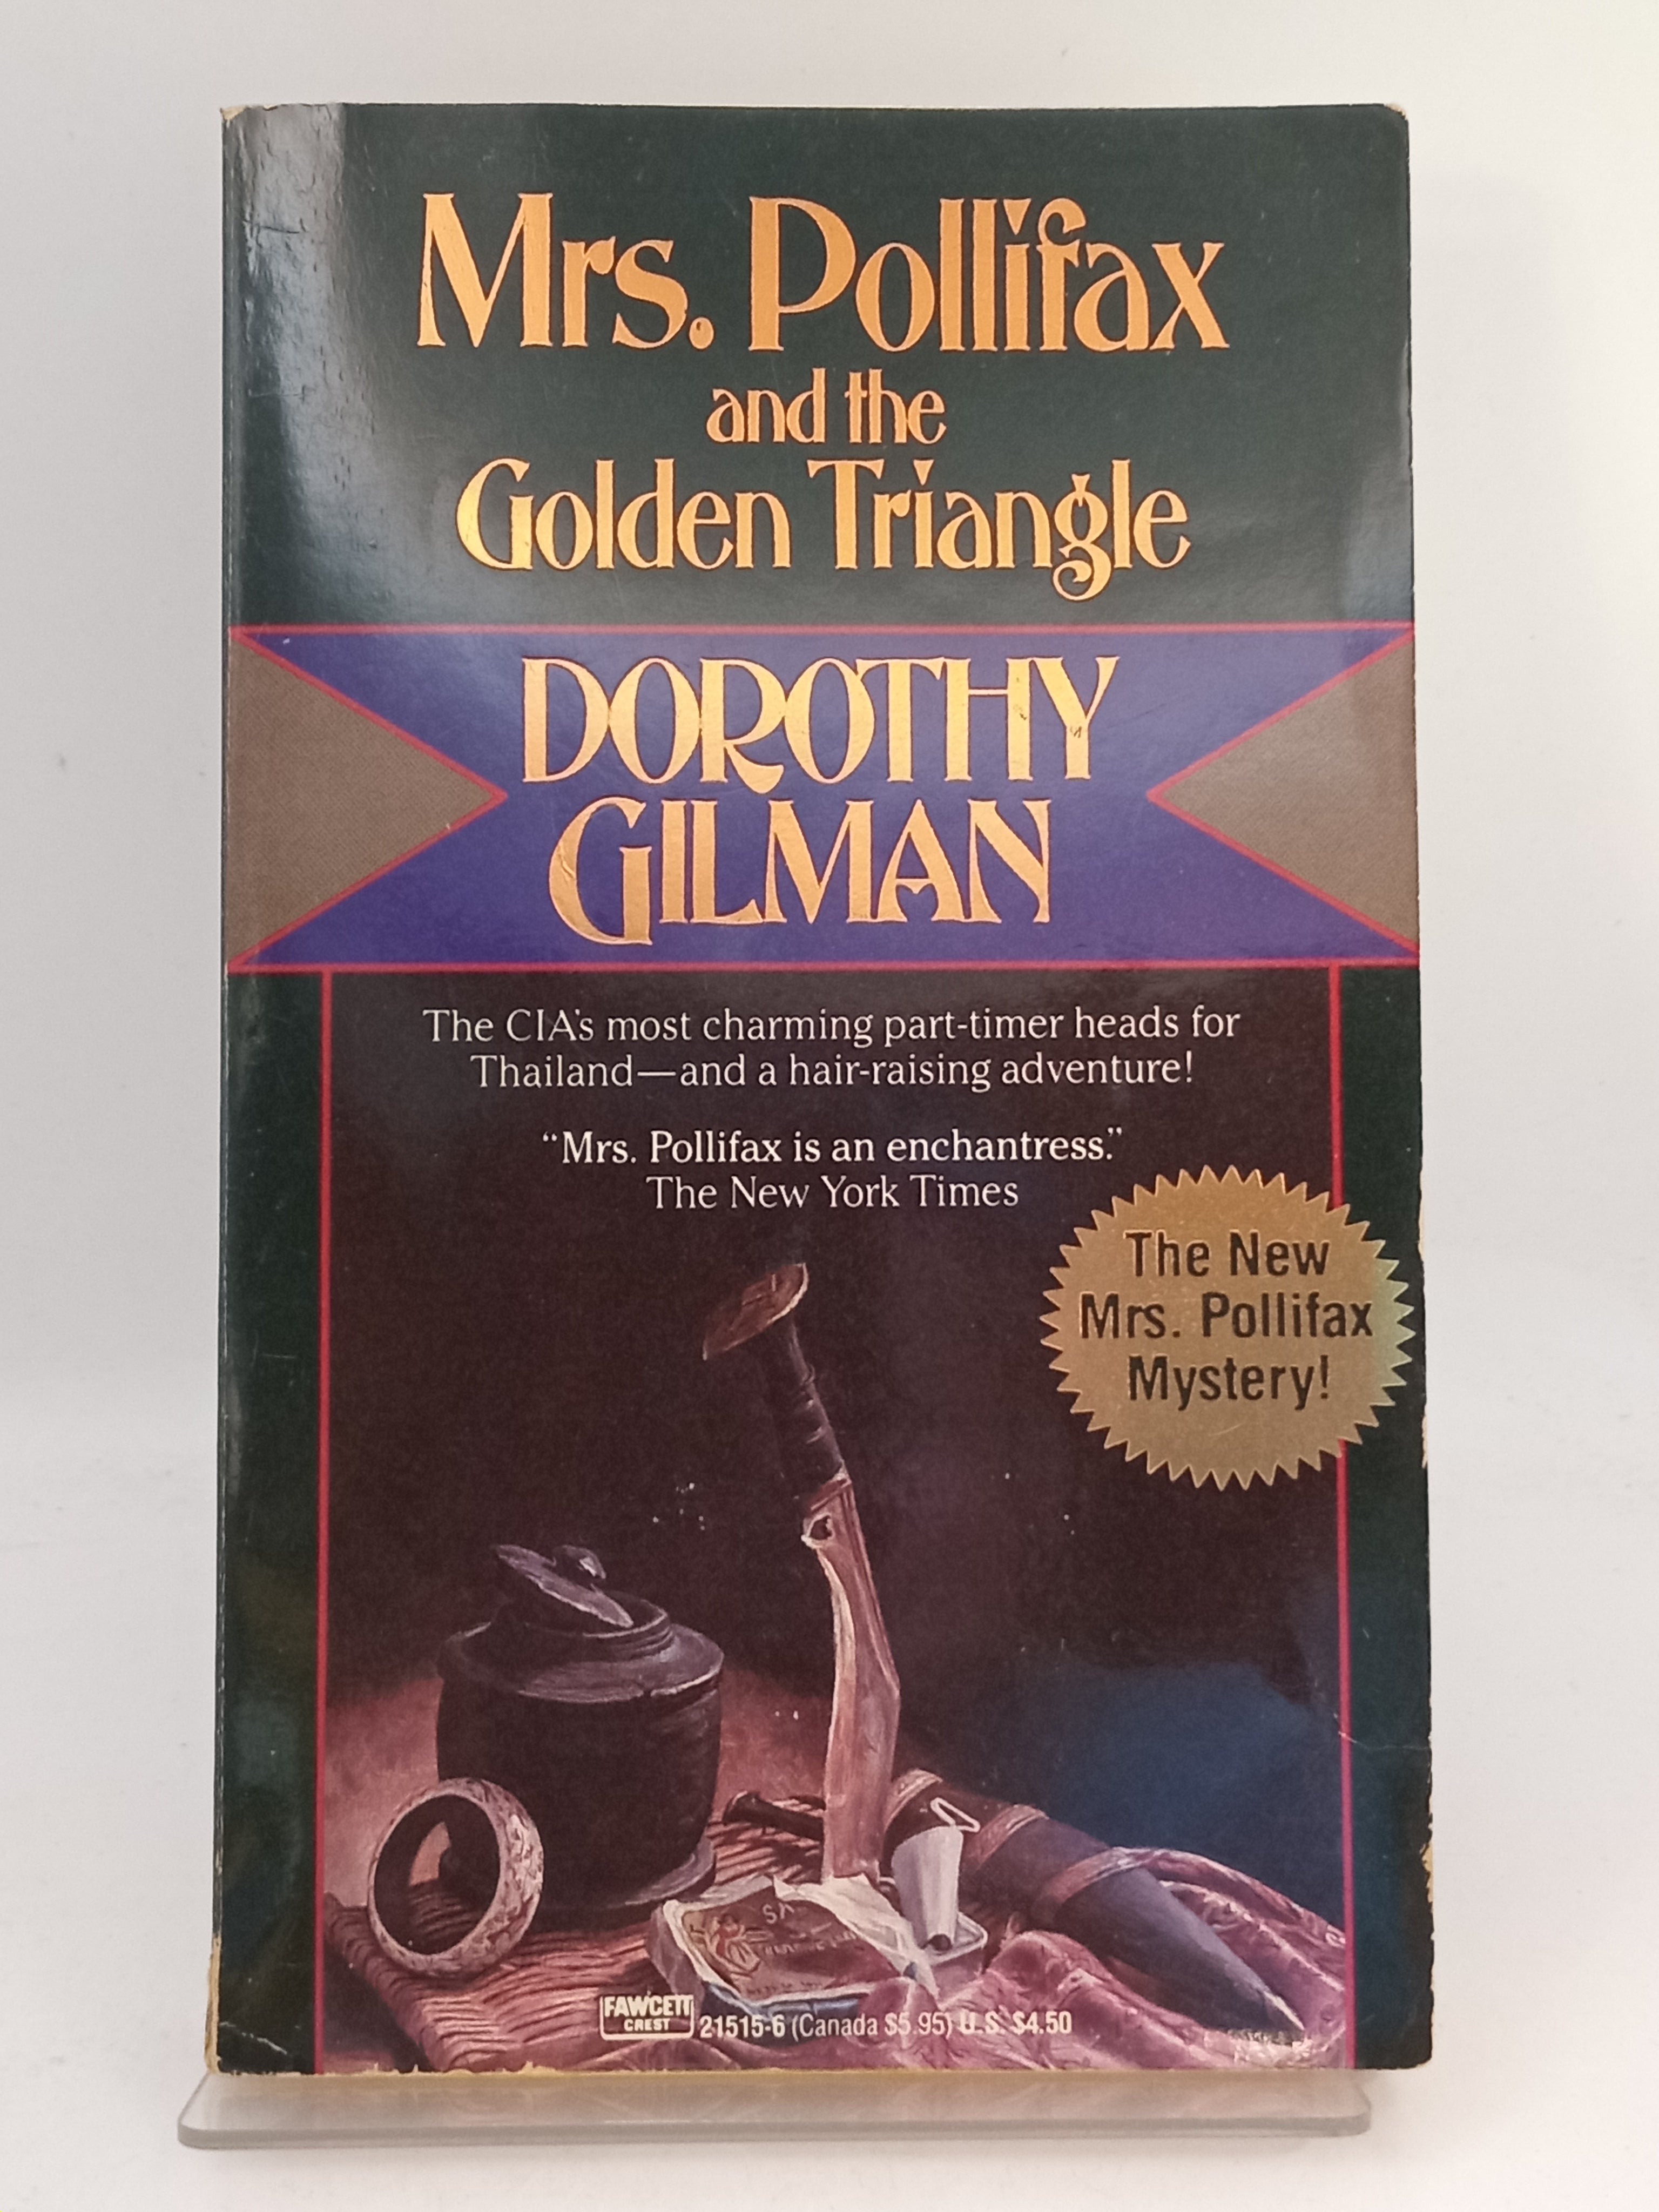 Mrs. Pollifax
and the
Golden Triangle
DOROTHY
GILMAN
The CIA's most charming part-timer heads for
Thailand—and a hair-raising adventure!
"Mrs. Pollifax is an enchantress."
The New York Times
The New
Mrs. Pollifax
Mystery!
SA
FAWCETT
CREST
21515-6 (Canada $5.95) U.S. $4.50